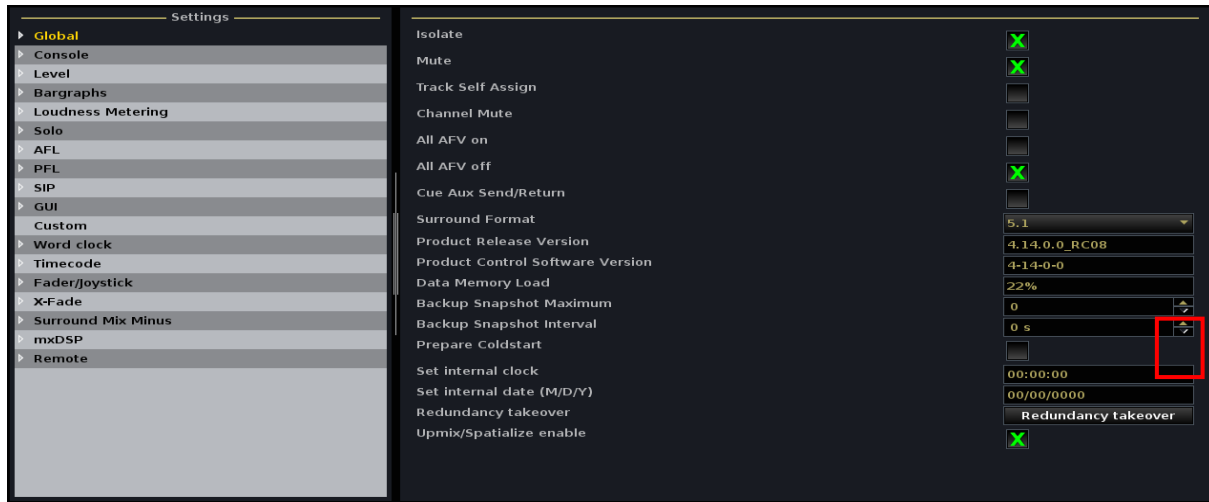 Settings
Global
Console
Level
Bargraphs
Loudness Metering
Solo
AFL
PFL
SIP
GUI
Custom
Word clock
Timecode
Fader/Joystick
X-Fade
Surround Mix Minus
mxDSP
Remote
Isolate X
Mute X
Track Self Assign
Channel Mute
All AFV on
All AFV off X
Cue Aux Send/Return
Surround Format 5.1
Product Release Version 4.14.0.0_RC08
Product Control Software Version 4-14-0-0
Data Memory Load 22%
Backup Snapshot Maximum 0
Backup Snapshot Interval 0 s
Prepare Coldstart
Set internal clock 00:00:00
Set internal date (M/D/Y) 00/00/0000
Redundancy takeover Redundancy takeover
Upmix/Spatialize enable X